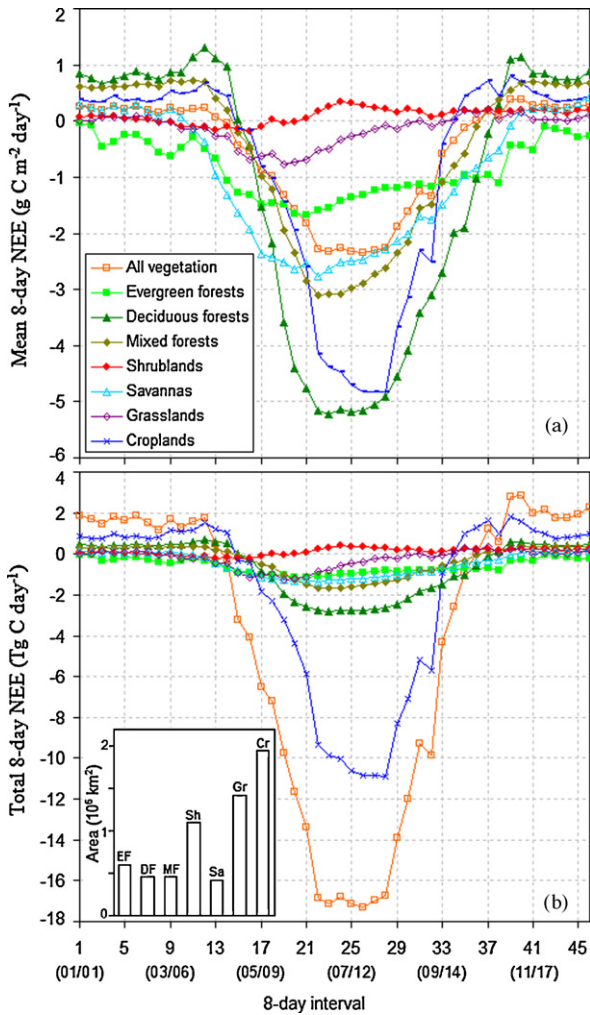 2
1
0
-1
-2
-3
-4
-5
-6
Mean 8-day NEE (g C m⁻² day⁻¹)
All vegetation
Evergreen forests
Deciduous forests
Mixed forests
Shrublands
Savannas
Grasslands
Croplands
(a)
4
2
0
-2
-4
-6
-8
-10
-12
-14
-16
-18
Total 8-day NEE (Tg C day⁻¹)
2
1
0
Area (10⁶ km²)
EF
DF
MF
Sh
Sa
Gr
Cr
(b)
1 5 9 13 17 21 25 29 33 37 41 45
(01/01) (03/06) (05/09) (07/12) (09/14) (11/17)
8-day interval